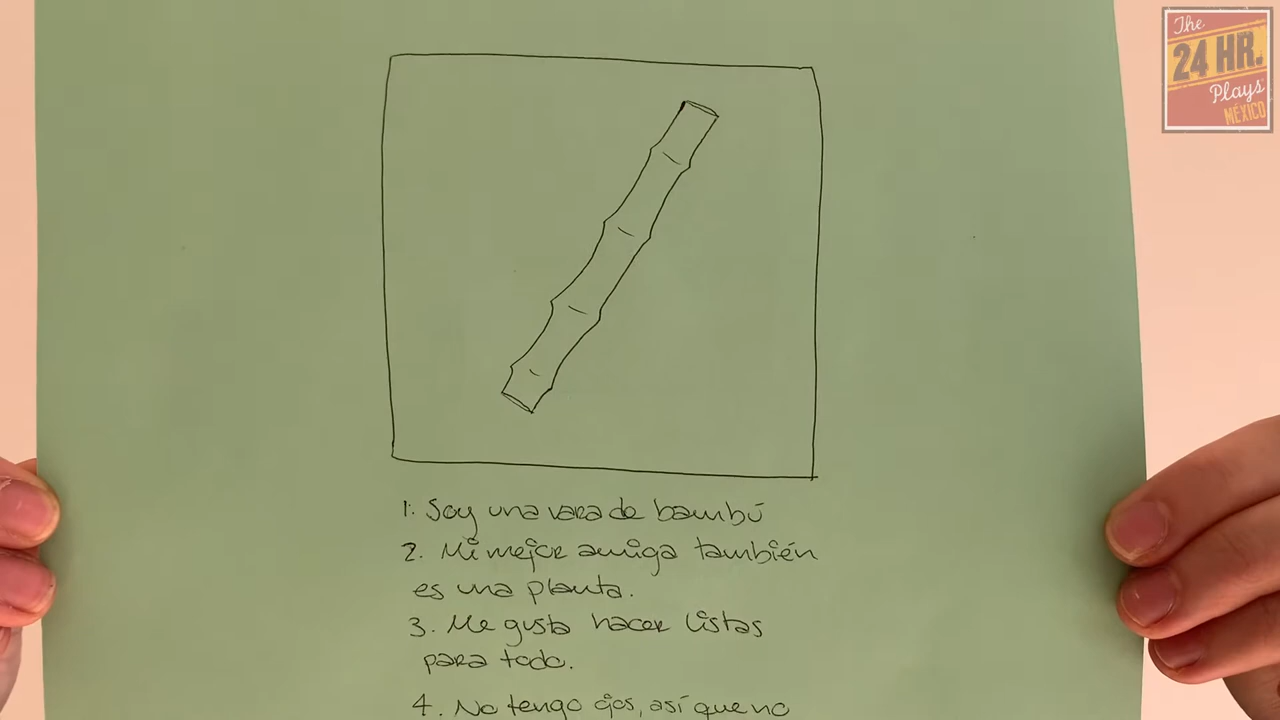 The
24 HR.
Plays
MÉXICO
1. Soy una vara de bambú
2. Mi mejor amiga también
es una planta.
3. Me gusta hacer listas
para todo.
4. No tengo ojos, así que no